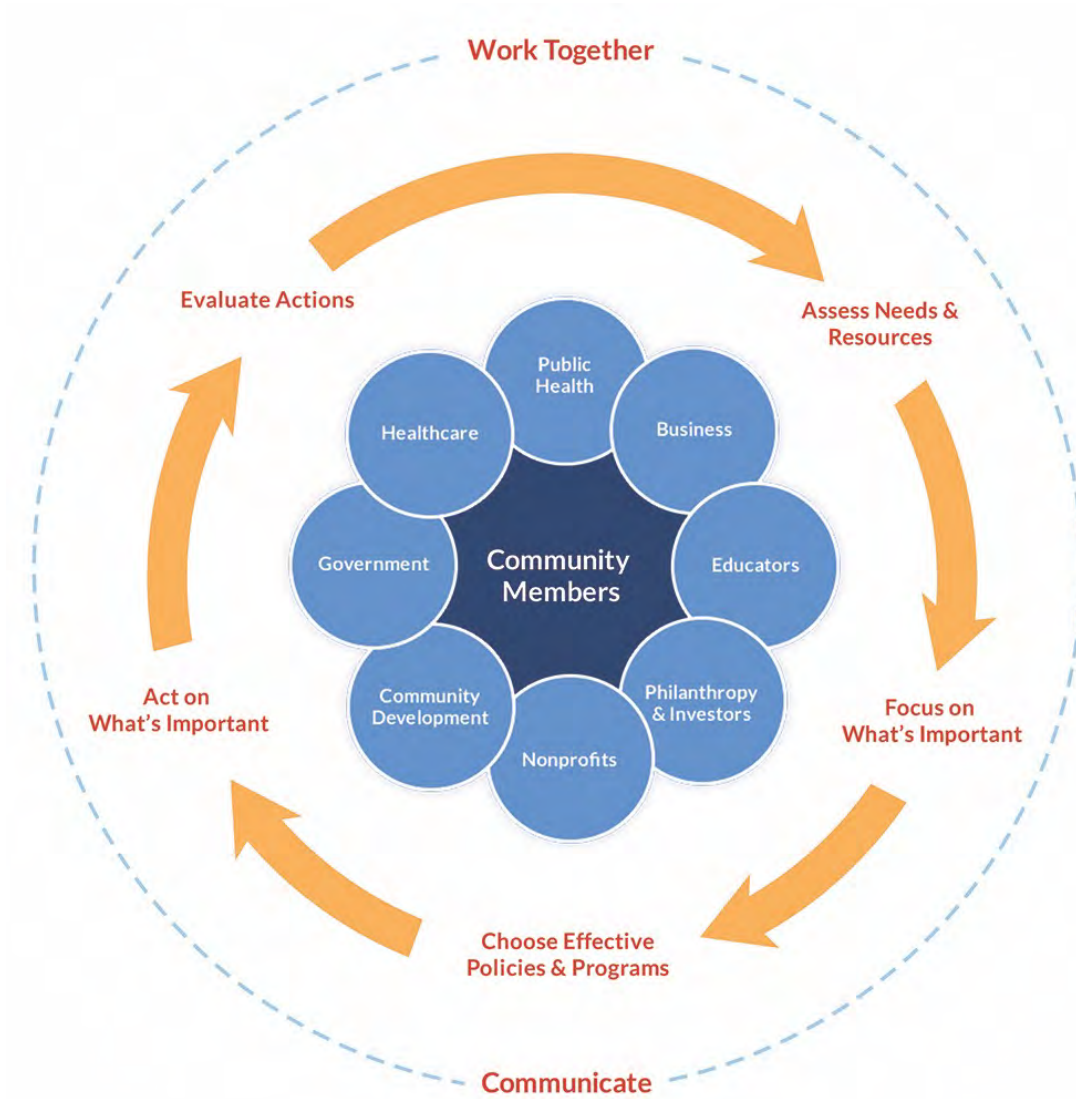 Work Together
Evaluate Actions
Assess Needs &
Resources
Public
Health
Healthcare
Business
Government
Community
Members
Educators
Community
Development
Philanthropy
& Investors
Nonprofits
Act on
What's Important
Focus on
What's Important
Choose Effective
Policies & Programs
Communicate